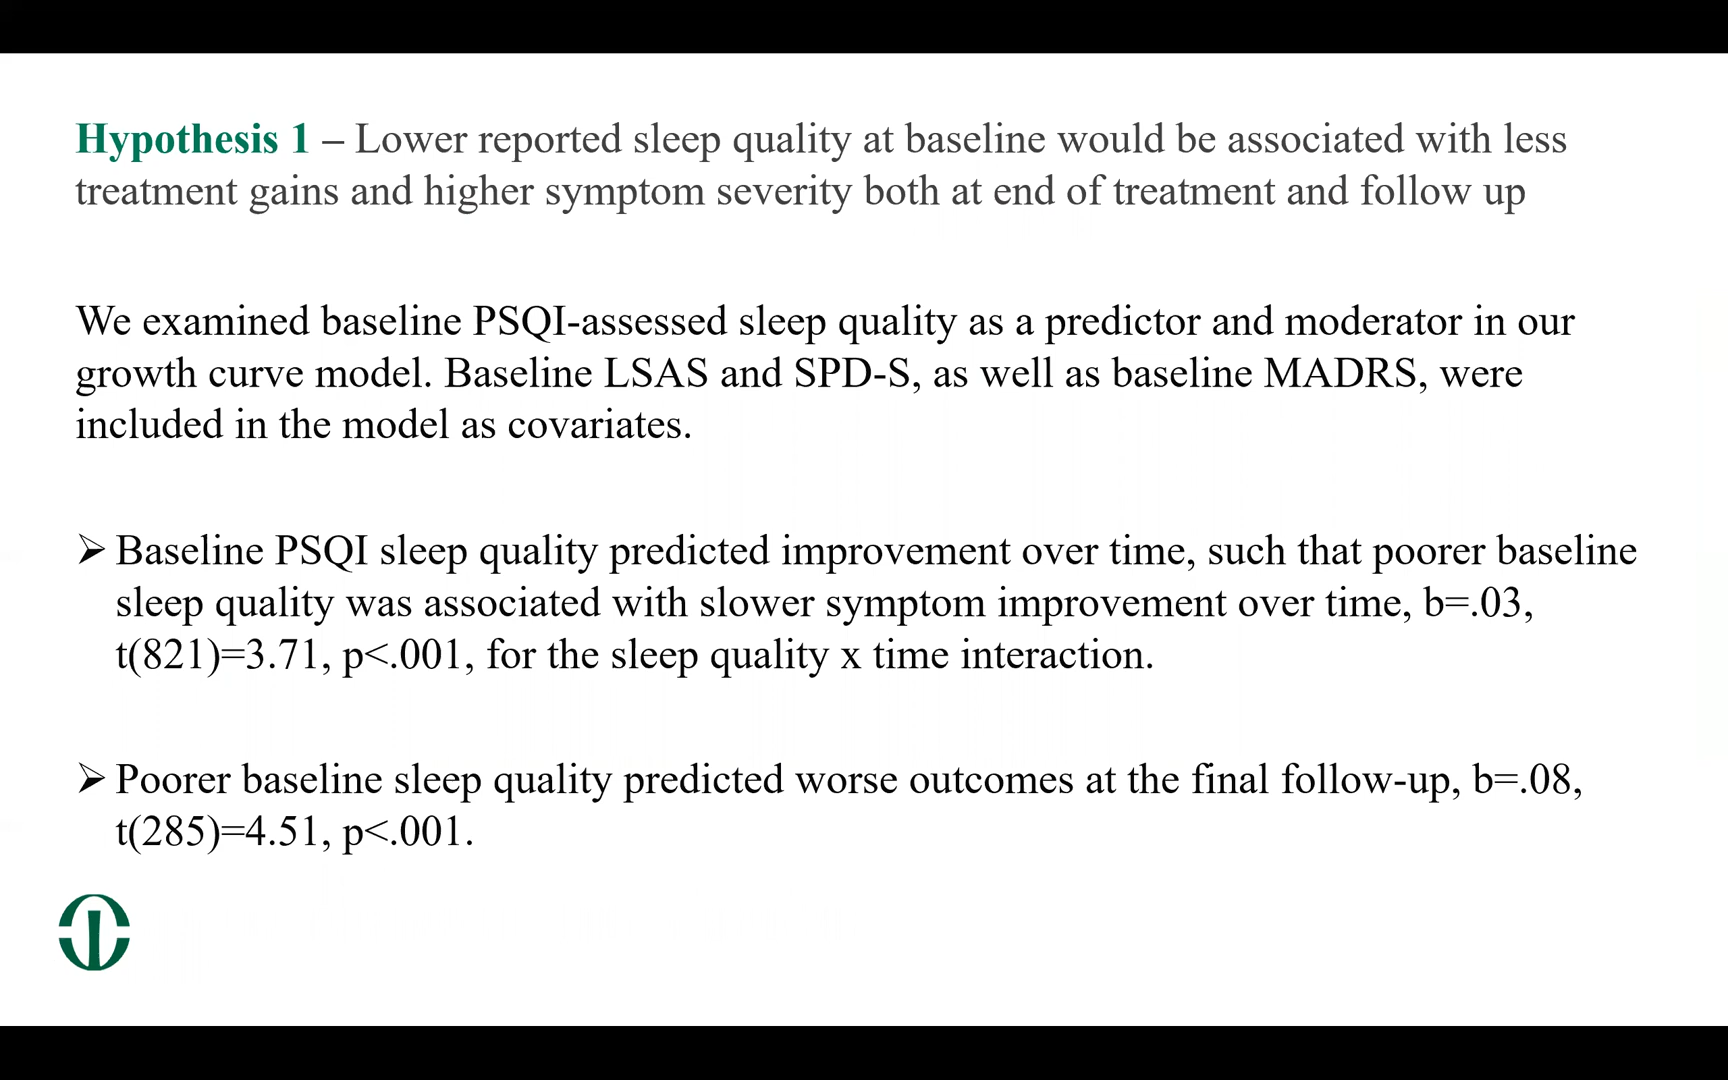 Hypothesis 1 – Lower reported sleep quality at baseline would be associated with less
treatment gains and higher symptom severity both at end of treatment and follow up
We examined baseline PSQI-assessed sleep quality as a predictor and moderator in our
growth curve model. Baseline LSAS and SPD-S, as well as baseline MADRS, were
included in the model as covariates.
➢ Baseline PSQI sleep quality predicted improvement over time, such that poorer baseline
sleep quality was associated with slower symptom improvement over time, b=.03,
t(821)=3.71, p<.001, for the sleep quality x time interaction.
➢ Poorer baseline sleep quality predicted worse outcomes at the final follow-up, b=.08,
t(285)=4.51, p<.001.